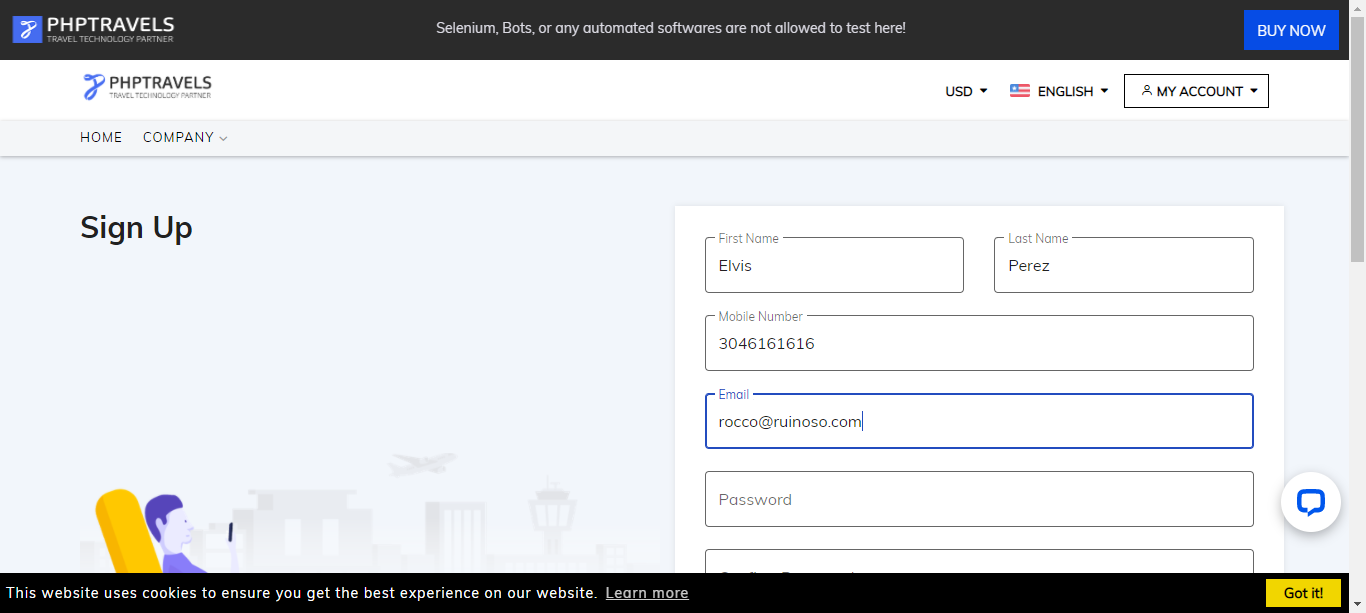 PHPTRAVELS
TRAVEL TECHNOLOGY PARTNER
Selenium, Bots, or any automated softwares are not allowed to test here!
BUY NOW
PHPTRAVELS
TRAVEL TECHNOLOGY PARTNER
USD
ENGLISH
MY ACCOUNT
HOME
COMPANY
Sign Up
First Name
Elvis
Last Name
Perez
Mobile Number
3046161616
Email
rocco@ruinoso.com
Password
This website uses cookies to ensure you get the best experience on our website. Learn more
Got it!